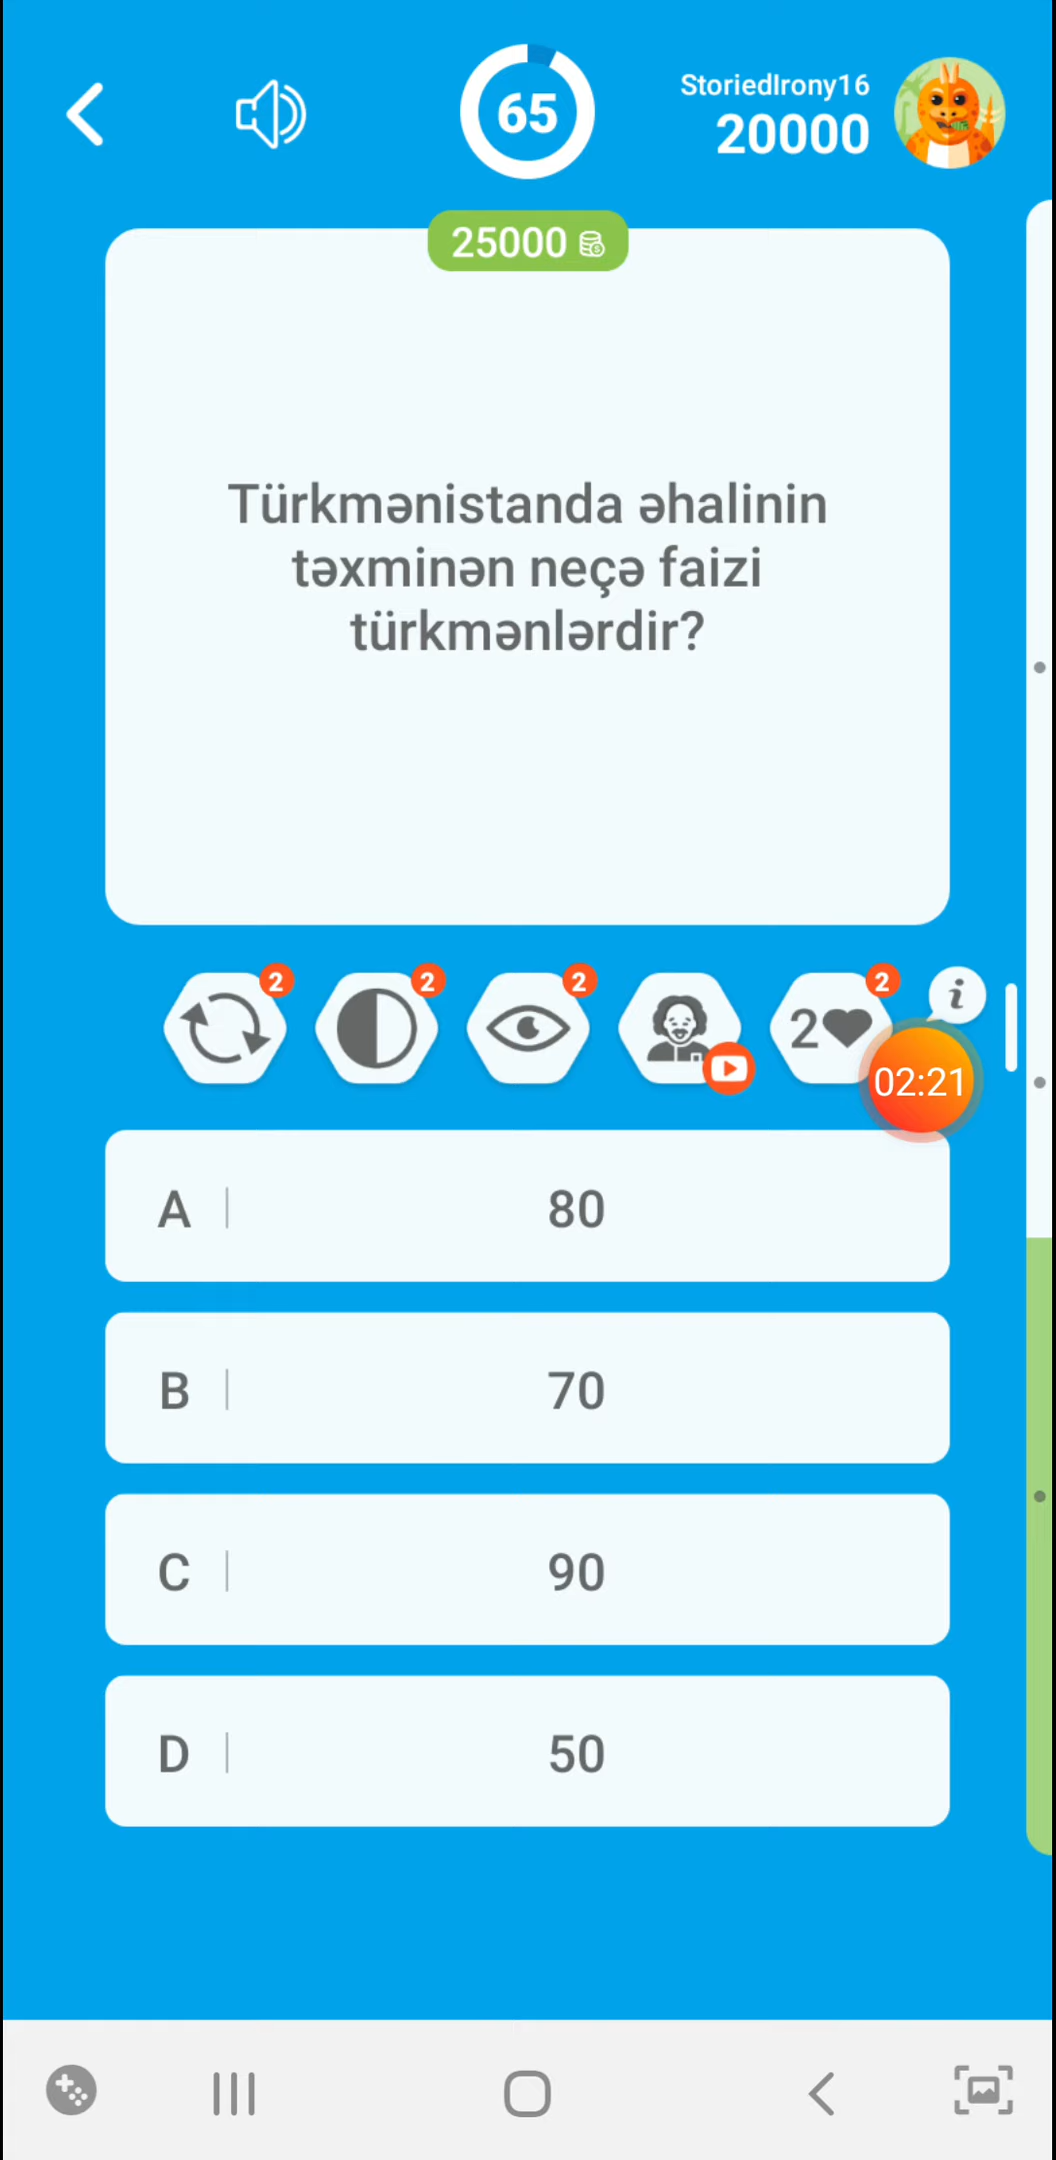 65
StoriedIrony16
20000
25000
Türkmənistanda əhalinin
təxminən neçə faizi
türkmənlərdir?
2
2
2
2
2
i
02:21
A
80
B
70
C
90
D
50